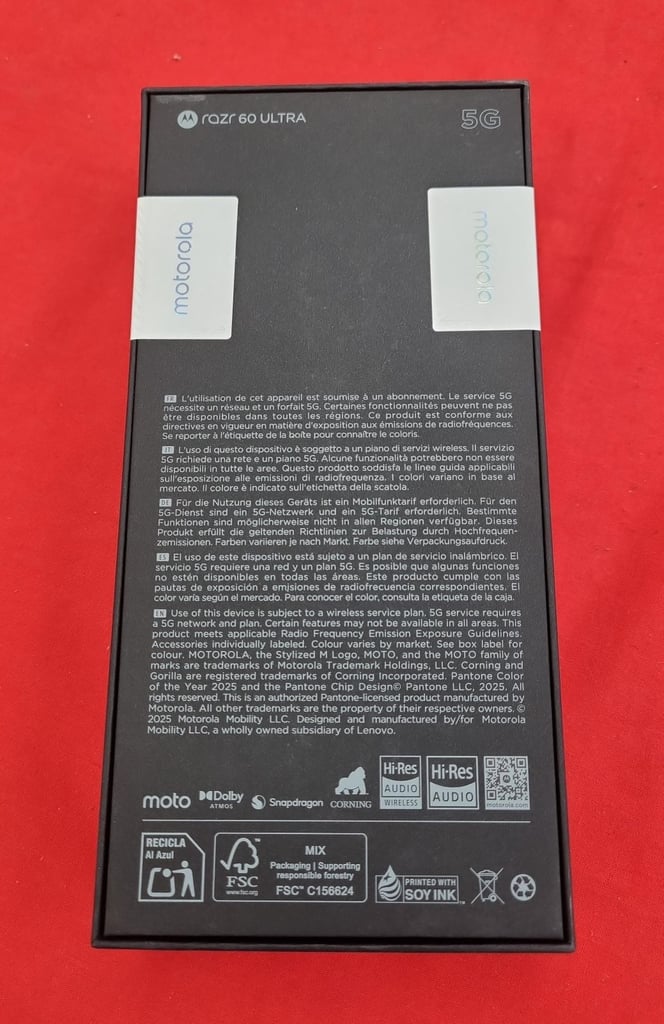 razr 60 ULTRA
5G
motorola
motorola
FR L'utilisation de cet appareil est soumise à un abonnement. Le service 5G
nécessite un réseau et un forfait 5G. Certaines fonctionnalités peuvent ne pas
être disponibles dans toutes les régions. Ce produit est conforme aux
directives en vigueur en matière d'exposition aux émissions de radiofréquences.
Se reporter à l'étiquette de la boîte pour connaître le coloris.
IT L'uso di questo dispositivo è soggetto a un piano di servizi wireless. Il servizio
5G richiede una rete e un piano 5G. Alcune funzionalità potrebbero non essere
disponibili in tutte le aree. Questo prodotto soddisfa le linee guida applicabili
sull'esposizione alle emissioni di radiofrequenza. I colori variano in base al
mercato. Il colore è indicato sull'etichetta della scatola.
DE Für die Nutzung dieses Geräts ist ein Mobilfunktarif erforderlich. Für den
5G-Dienst sind ein 5G-Netzwerk und ein 5G-Tarif erforderlich. Bestimmte
Funktionen sind möglicherweise nicht in allen Regionen verfügbar. Dieses
Produkt erfüllt die geltenden Richtlinien zur Belastung durch Hochfrequen-
zemissionen. Farben variieren je nach Markt. Farbe siehe Verpackungsaufdruck.
ES El uso de este dispositivo está sujeto a un plan de servicio inalámbrico. El
servicio 5G requiere una red y un plan 5G. Es posible que algunas funciones
no estén disponibles en todas las áreas. Este producto cumple con las
pautas de exposición a emisiones de radiofrecuencia correspondientes. El
color varía según el mercado. Para conocer el color, consulta la etiqueta de la caja.
EN Use of this device is subject to a wireless service plan. 5G service requires
a 5G network and plan. Certain features may not be available in all areas. This
product meets applicable Radio Frequency Emission Exposure Guidelines.
Accessories individually labeled. Colour varies by market. See box label for
colour. MOTOROLA, the Stylized M Logo, MOTO, and the MOTO family of
marks are trademarks of Motorola Trademark Holdings, LLC. Corning and
Gorilla are registered trademarks of Corning Incorporated. Pantone Color
of the Year 2025 and the Pantone Chip Design© Pantone LLC, 2025. All
rights reserved. This is an authorized Pantone-licensed product manufactured by
Motorola. All other trademarks are the property of their respective owners. ©
2025 Motorola Mobility LLC. Designed and manufactured by/for Motorola
Mobility LLC, a wholly owned subsidiary of Lenovo.
moto
Dolby
ATMOS
Snapdragon
CORNING
Hi-Res
AUDIO
WIRELESS
Hi-Res
AUDIO
motorola.com
RECICLA
Al Azul
FSC™
www.fsc.org
MIX
Packaging | Supporting
responsible forestry
FSC™ C156624
PRINTED WITH
SOY INK™